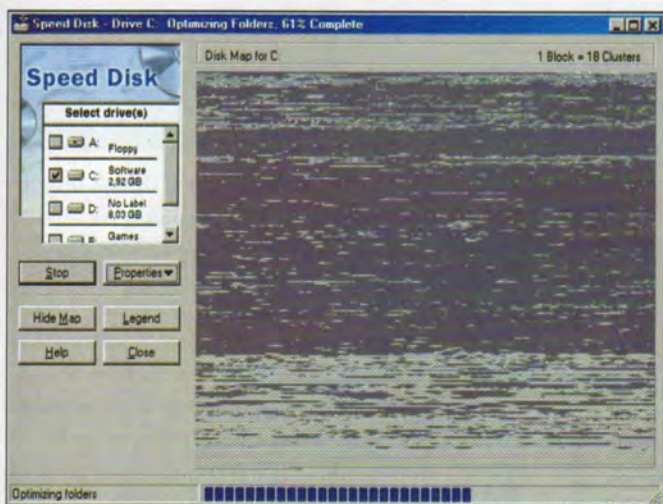 Speed Disk - Drive C: Optimizing Folders, 61% Complete
Speed Disk
Select drive(s)
A: Floppy
C: Software
2,92 GB
D: No Label
8,03 GB
Games
Stop
Properties
Hide Map
Legend
Help
Close
Disk Map for C:
1 Block = 18 Clusters
Optimizing folders